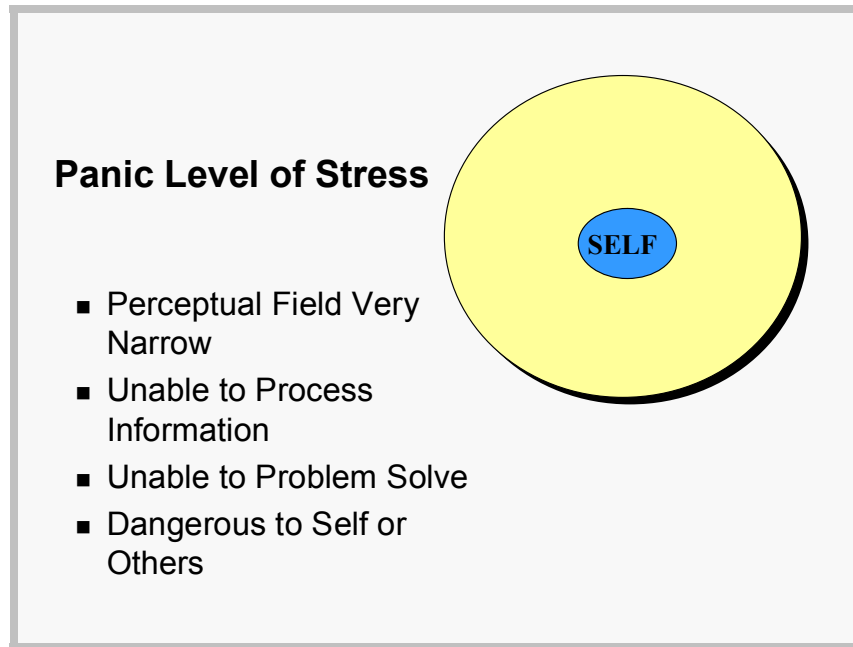 Panic Level of Stress
SELF
■ Perceptual Field Very
Narrow
■ Unable to Process
Information
■ Unable to Problem Solve
■ Dangerous to Self or
Others